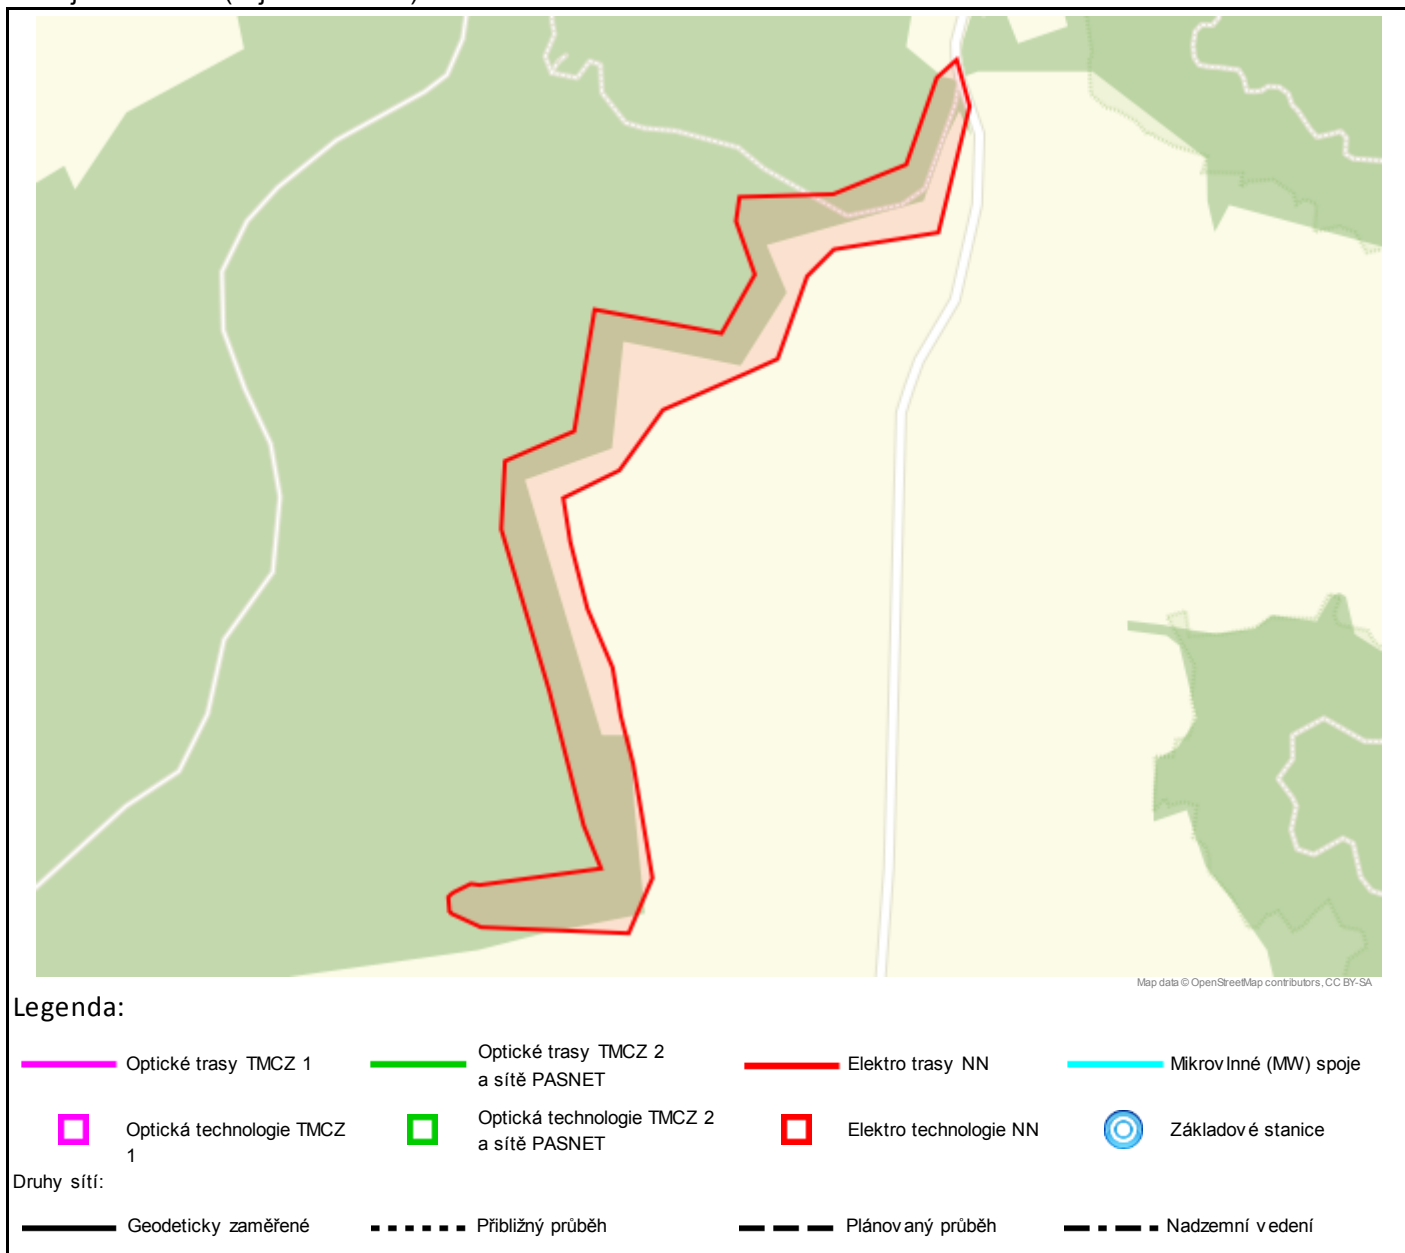 Map data © OpenStreetMap contributors, CC BY-SA
Legenda:
Optické trasy TMCZ 1
Optické trasy TMCZ 2
a sítě PASNET
Elektro trasy NN
Mikrovlnné (MW) spoje
Optická technologie TMCZ
1
Optická technologie TMCZ 2
a sítě PASNET
Elektro technologie NN
Základové stanice
Druhy sítí:
Geodeticky zaměřené
Přibližný průběh
Plánovaný průběh
Nadzemní vedení